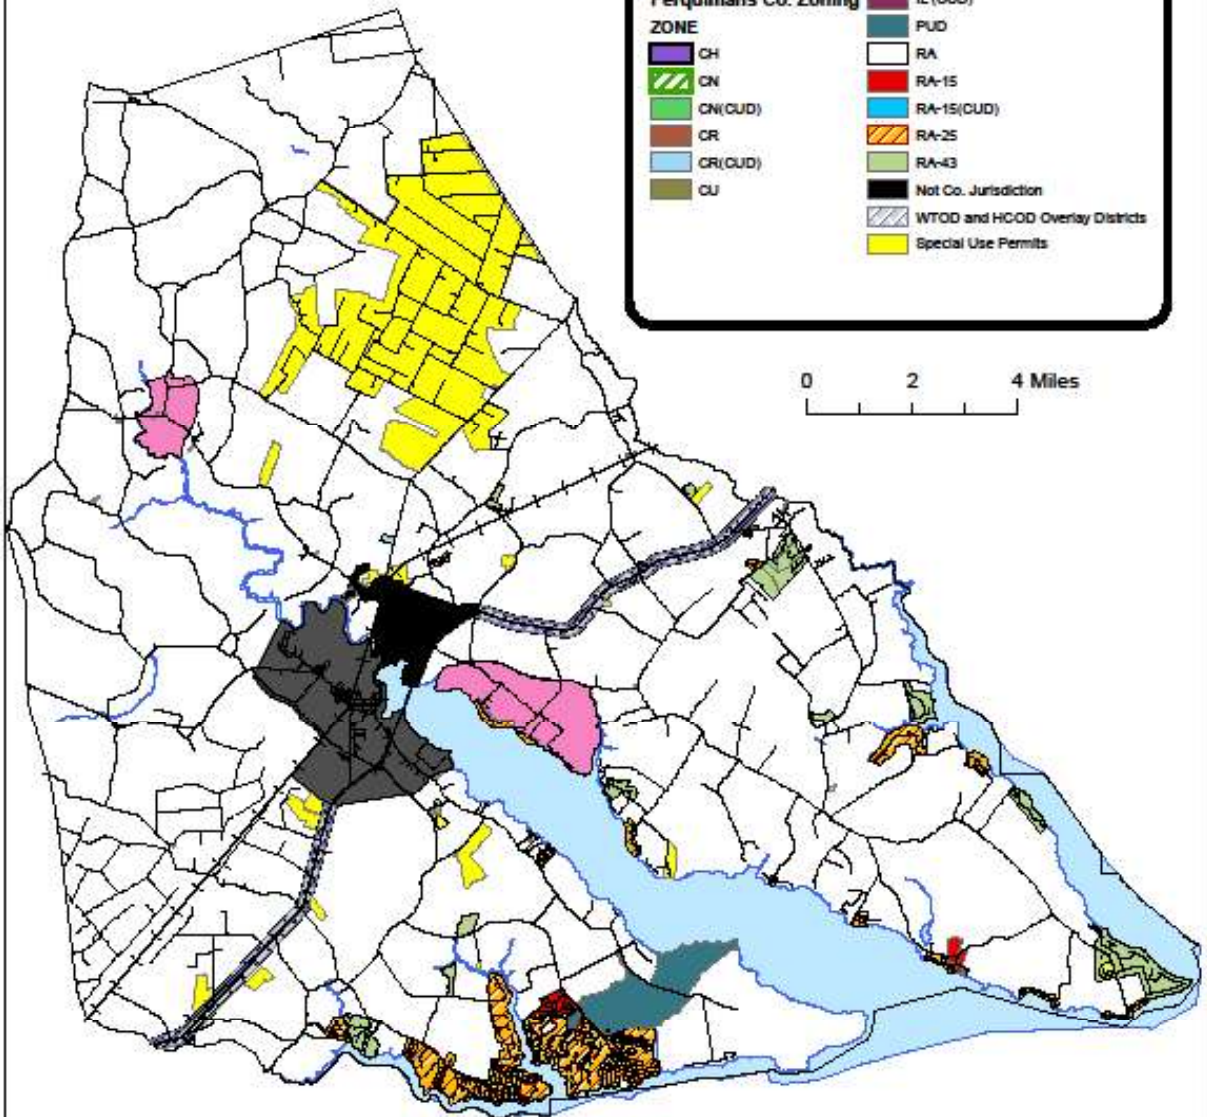 Perquimans Co. Zoning
IL (CUD)
ZONE
PUD
CH
RA
CN
RA-15
CN(CUD)
RA-15(CUD)
CR
RA-25
CR(CUD)
RA-43
CU
Not Co. Jurisdiction
WTOD and HCOD Overlay Districts
Special Use Permits
0 2 4 Miles